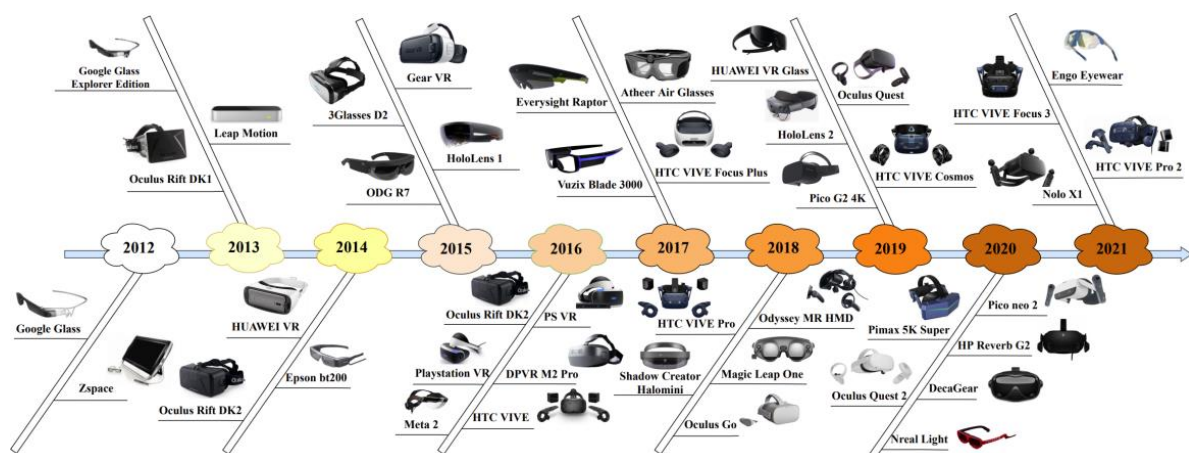 Google Glass
Explorer Edition
Oculus Rift DK1
Leap Motion
3Glasses D2
ODG R7
Gear VR
HoloLens 1
Everysight Raptor
Vuzix Blade 3000
Atheer Air Glasses
HTC VIVE Focus Plus
HUAWEI VR Glass
HoloLens 2
Pico G2 4K
Oculus Quest
HTC VIVE Cosmos
HTC VIVE Focus 3
Nolo X1
Engo Eyewear
HTC VIVE Pro 2
2012
2013
2014
2015
2016
2017
2018
2019
2020
2021
Google Glass
Zspace
HUAWEI VR
Oculus Rift DK2
Epson bt200
Oculus Rift DK2
Playstation VR
Meta 2
PS VR
DPVR M2 Pro
HTC VIVE
HTC VIVE Pro
Shadow Creator
Halomini
Odyssey MR HMD
Magic Leap One
Oculus Go
Pimax 5K Super
Oculus Quest 2
Pico neo 2
HP Reverb G2
DecaGear
Nreal Light